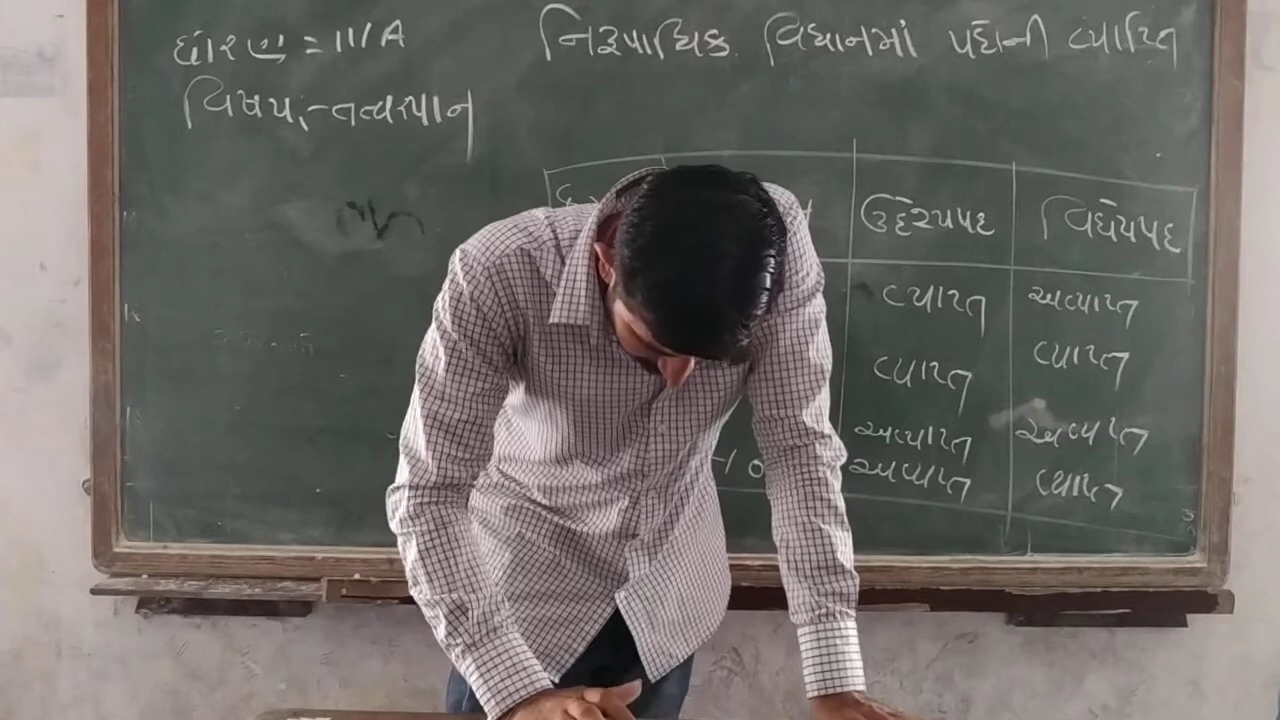 ધોરણ = 11/A
વિષય :- તત્વજ્ઞાન
નિરૂપાધિક વિધાનમાં પદોની વ્યાપ્તિ
ઉદ્દેશ્યપદ વિધેયપદ
વ્યાપ્ત અવ્યાપ્ત
વ્યાપ્ત વ્યાપ્ત
અવ્યાપ્ત અવ્યાપ્ત
અવ્યાપ્ત વ્યાપ્ત